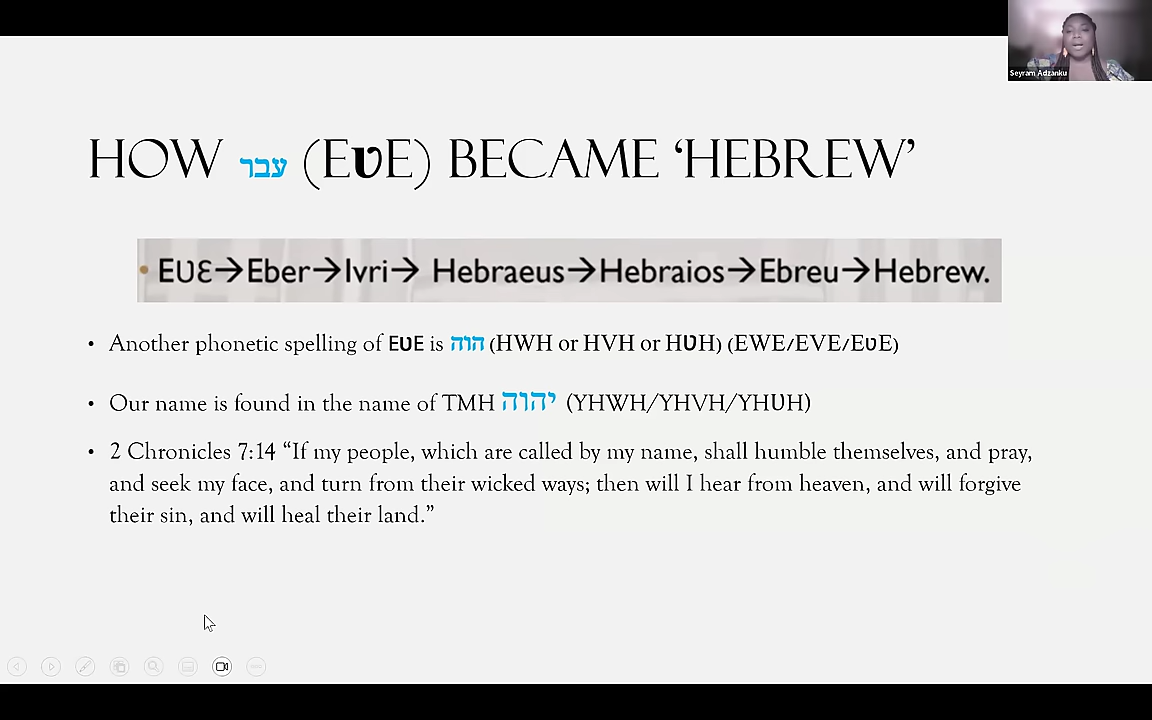 Seyram Adzanku
HOW עבר (EʋE) BECAME ‘HEBREW’
• EƲƐ→Eber→Ivri→ Hebraeus→Hebraios→Ebreu→Hebrew.
• Another phonetic spelling of EƲE is הוה (HWH or HVH or HƱH) (EWE/EVE/EʋE)
• Our name is found in the name of TMH יהוה (YHWH/YHVH/YHƲH)
• 2 Chronicles 7:14 “If my people, which are called by my name, shall humble themselves, and pray,
and seek my face, and turn from their wicked ways; then will I hear from heaven, and will forgive
their sin, and will heal their land.”